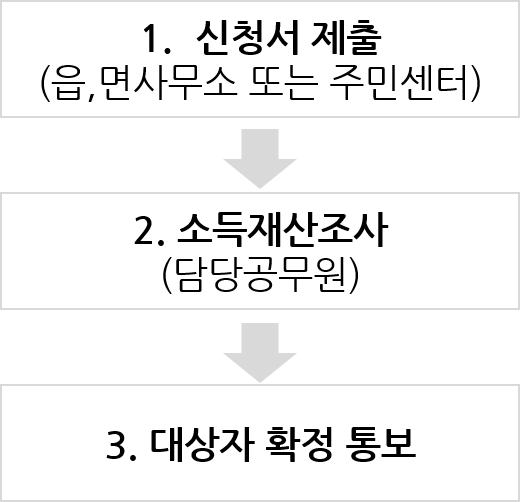 1. 신청서 제출
(읍,면사무소 또는 주민센터)
2. 소득재산조사
(담당공무원)
3. 대상자 확정 통보